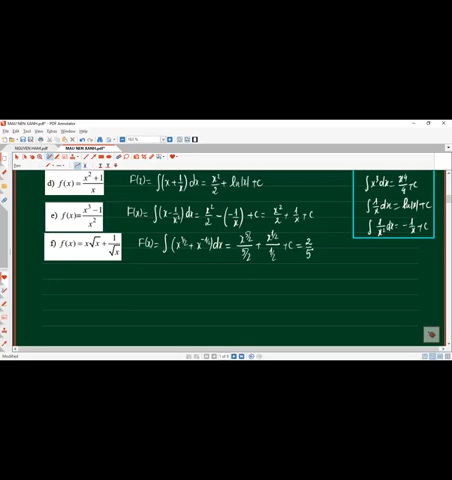 MAU NEN XANH.pdf* - PDF Annotator
File Edit View Tools Extras Window Help
NGUYEN HAM.pdf MAU NEN XANH.pdf*
Pen
d) f(x) = (x²+1)/x F(x) = ∫(x + 1/x) dx = x²/2 + ln|x| + C
∫x³dx = x⁴/4 + C
∫1/x dx = ln|x| + C
∫1/x² dx = -1/x + C
e) f(x) = (x³-1)/x² F(x) = ∫(x - 1/x²) dx = x²/2 - (-1/x) + C = x²/2 + 1/x + C
f) f(x) = x√x + 1/√x F(x) = ∫(x^(3/2) + x^(-1/2)) dx = x^(5/2)/(5/2) + x^(1/2)/(1/2) + C = 2/5
Modified